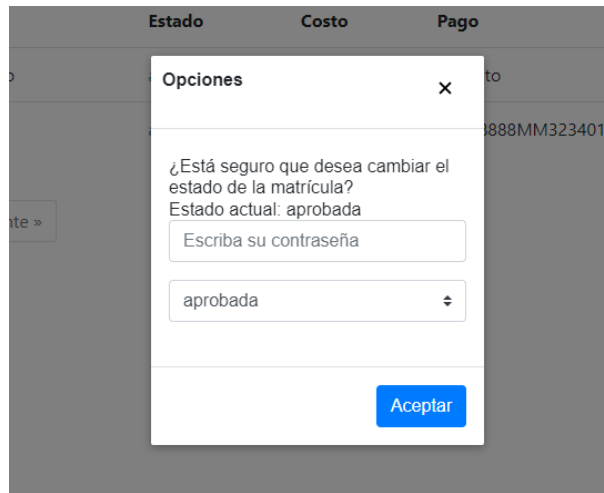 Estado Costo Pago
Opciones ×
to
¿Está seguro que desea cambiar el
estado de la matrícula?
Estado actual: aprobada
Escriba su contraseña
aprobada
Aceptar
8888MM323401
nte »